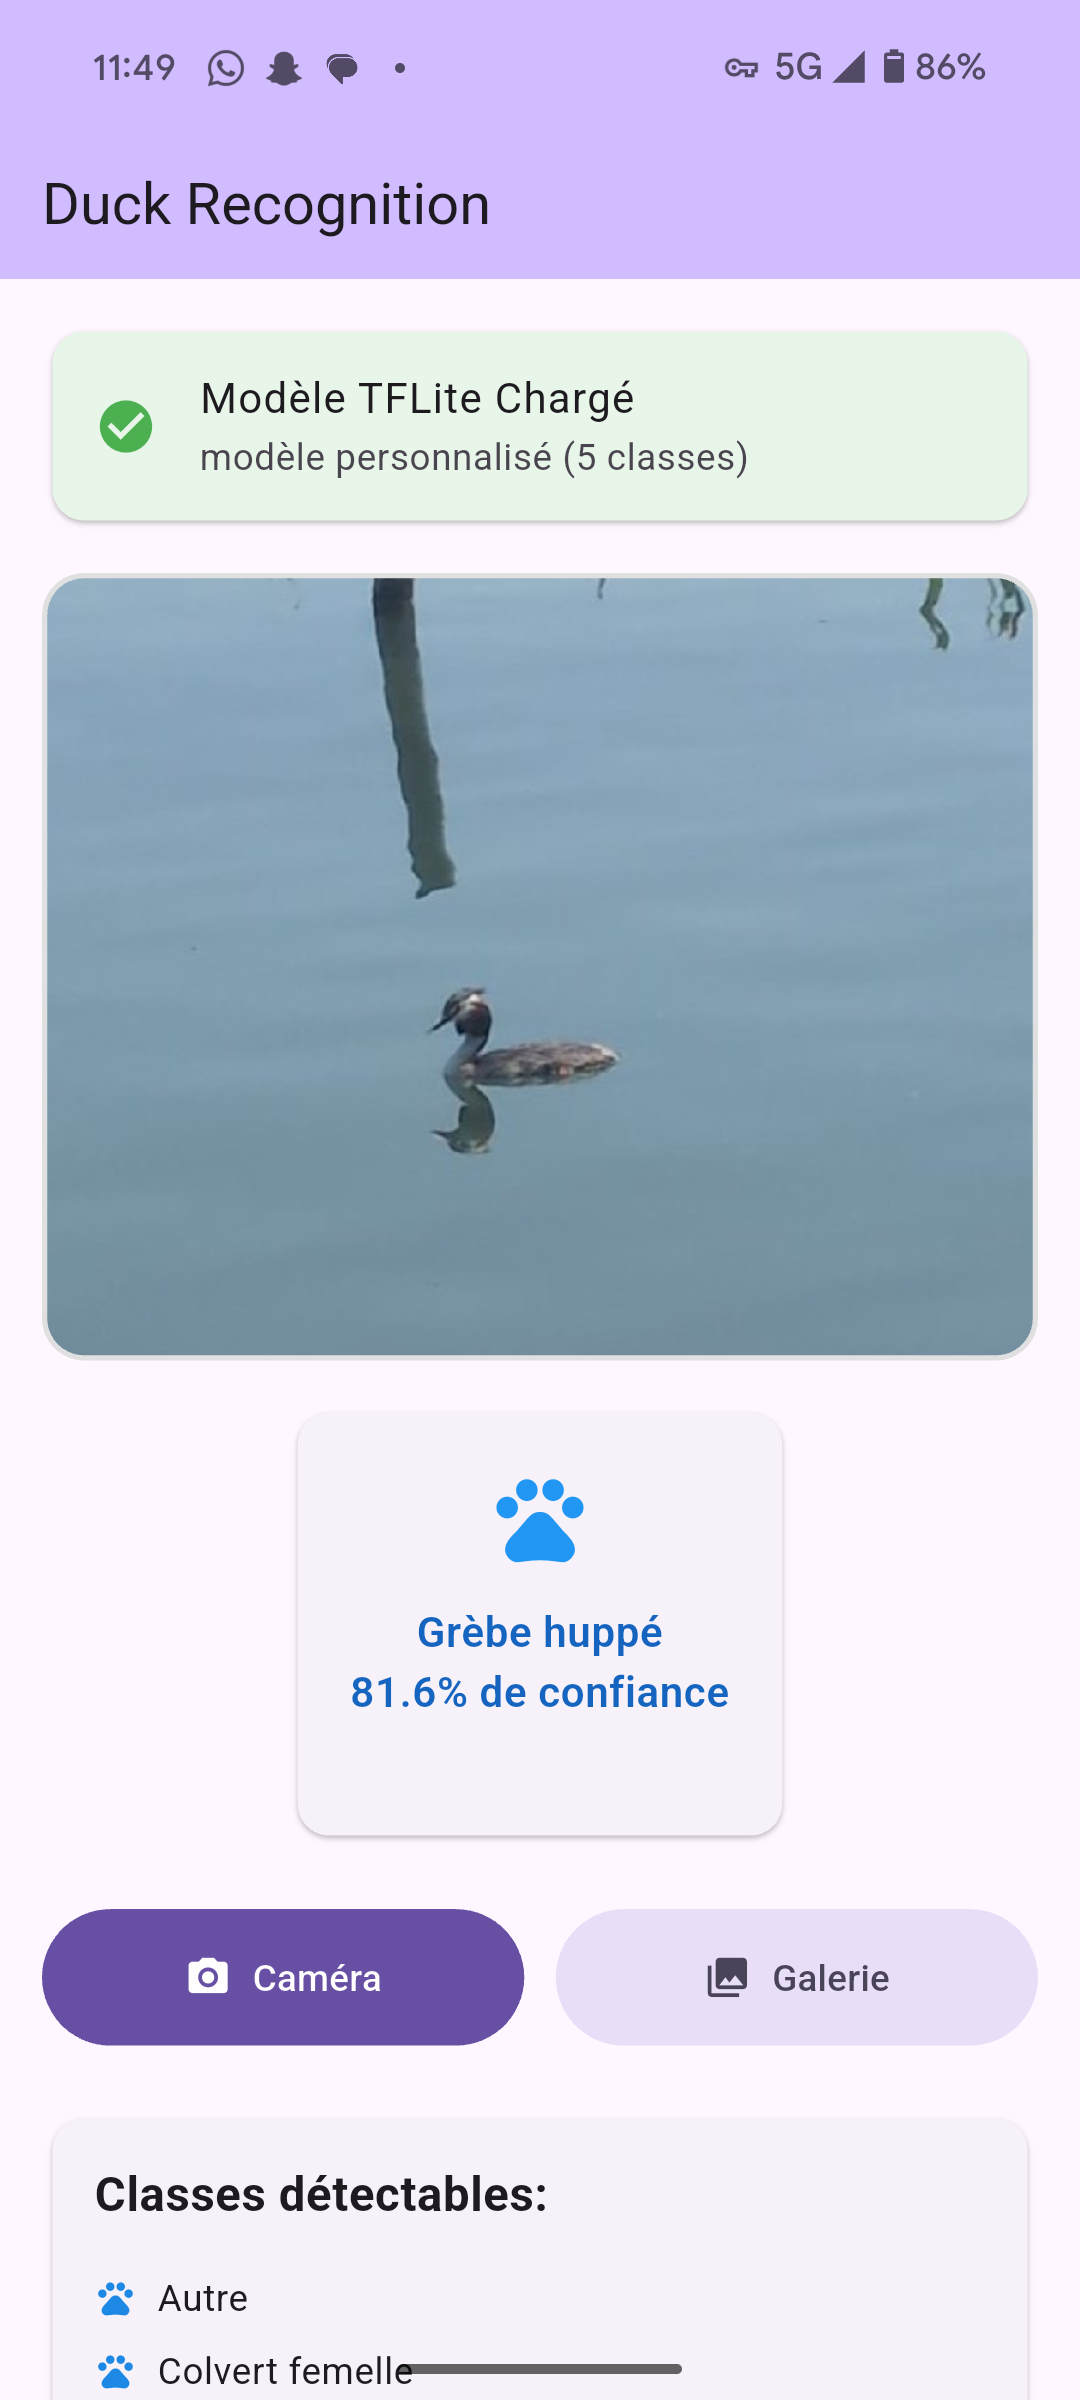 11:49
5G 86%
Duck Recognition
Modèle TFLite Chargé
modèle personnalisé (5 classes)
Grèbe huppé
81.6% de confiance
Caméra
Galerie
Classes détectables:
Autre
Colvert femelle